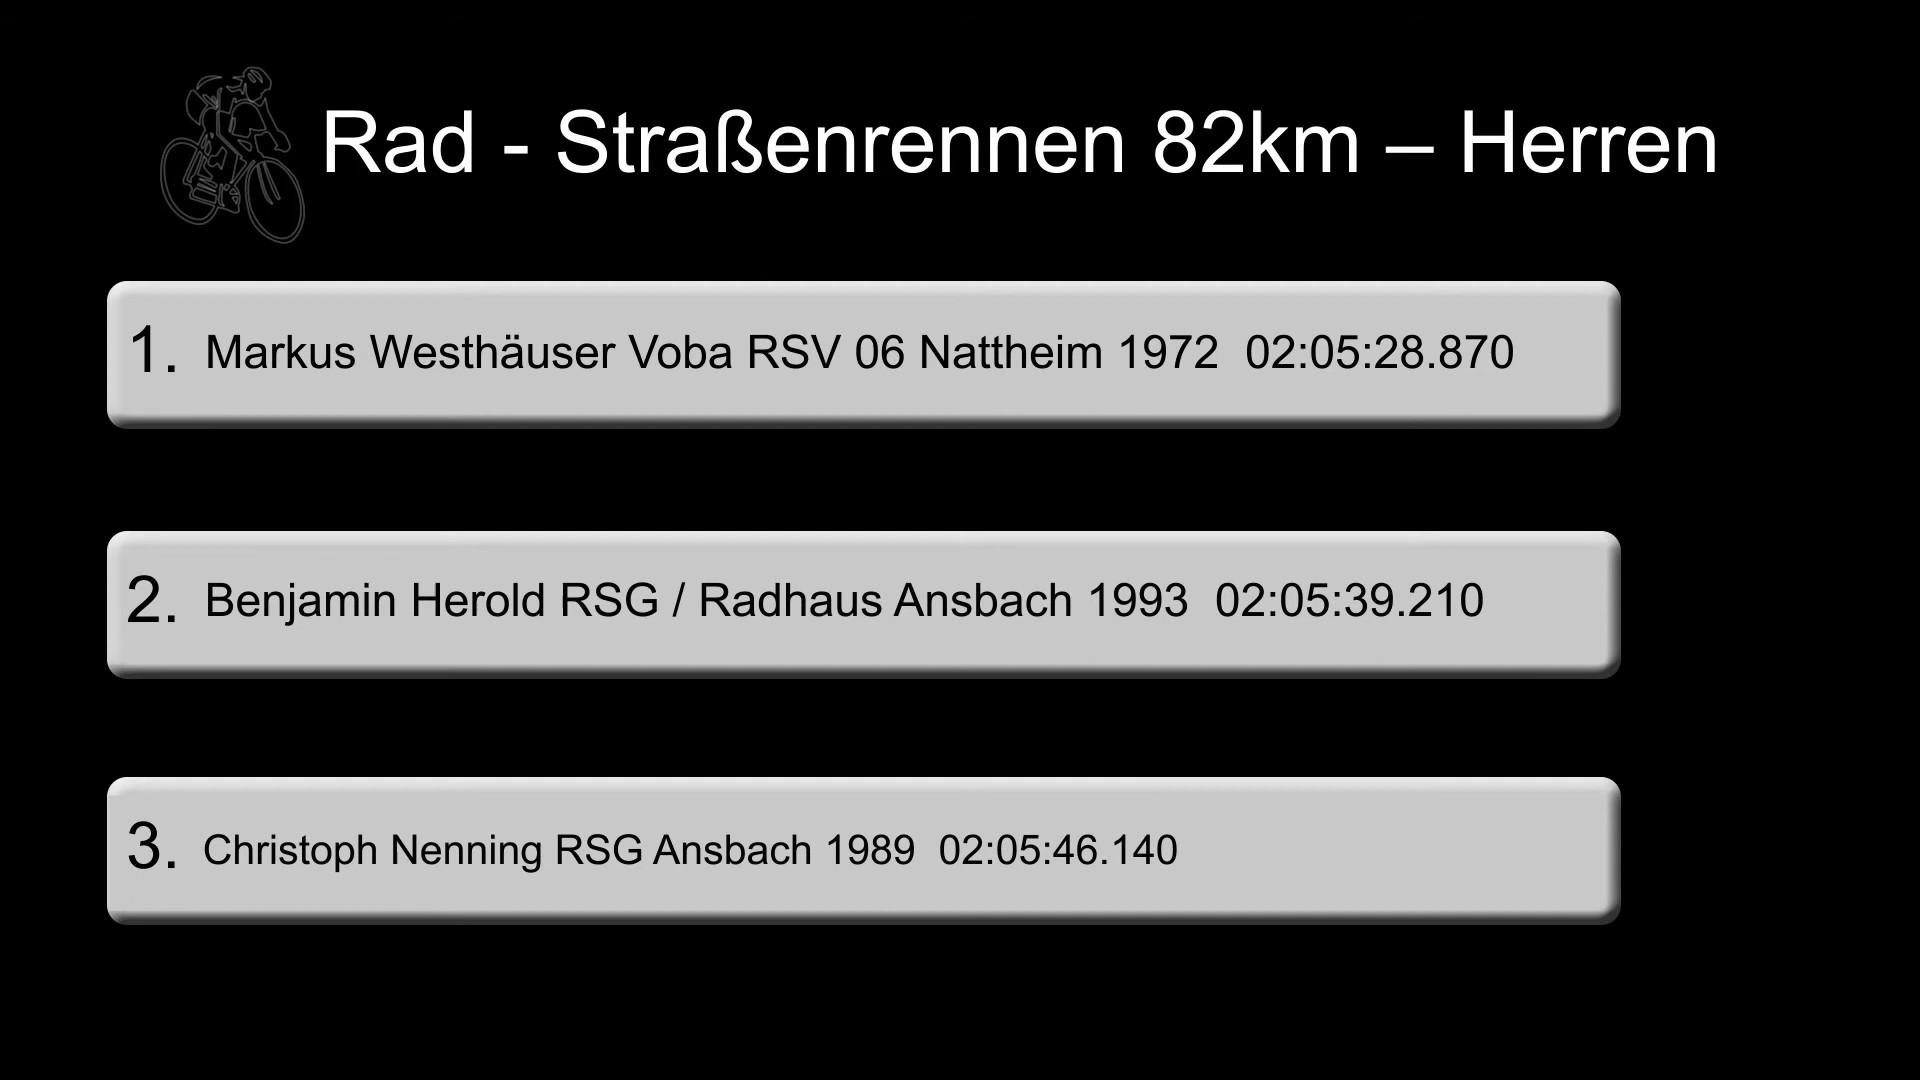 Rad - Straßenrennen 82km – Herren
1. Markus Westhäuser Voba RSV 06 Nattheim 1972  02:05:28.870
2. Benjamin Herold RSG / Radhaus Ansbach 1993  02:05:39.210
3. Christoph Nenning RSG Ansbach 1989  02:05:46.140